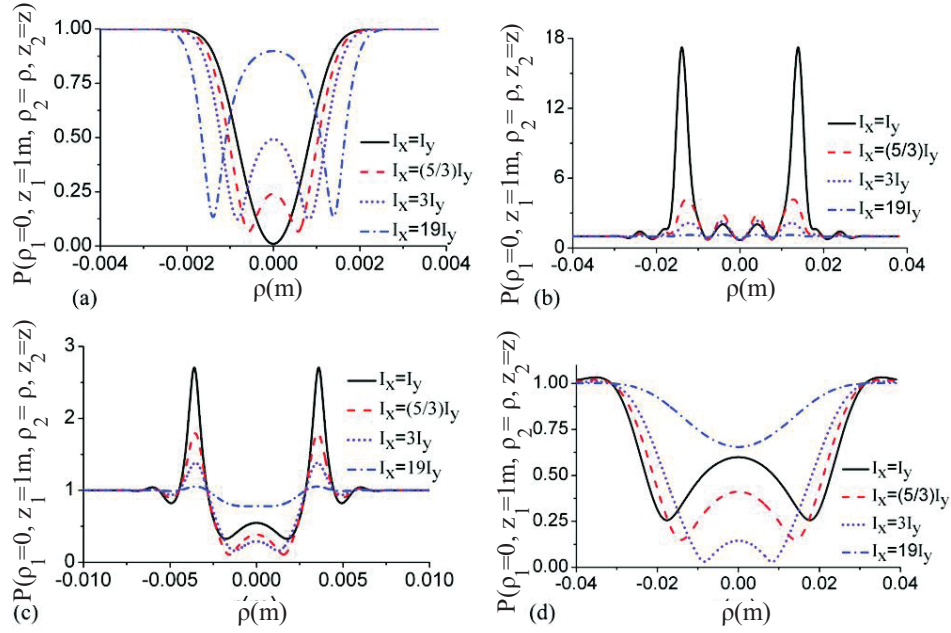 P(ρ1=0, z1=1m, ρ2= ρ, z2=z)
1.00
0.75
0.50
0.25
0.00
Ix=Iy
Ix=(5/3)Iy
Ix=3Iy
Ix=19Iy
-0.004 -0.002 0.000 0.002 0.004
(a) ρ(m)
P(ρ1=0, z1=1m, ρ2= ρ, z2=z)
18
12
6
0
Ix=Iy
Ix=(5/3)Iy
Ix=3Iy
Ix=19Iy
-0.04 -0.02 0.00 0.02 0.04
(b) ρ(m)
P(ρ1=0, z1=1m, ρ2= ρ, z2=z)
3
2
1
0
Ix=Iy
Ix=(5/3)Iy
Ix=3Iy
Ix=19Iy
-0.010 -0.005 0.000 0.005 0.010
(c) ρ(m)
P(ρ1=0, z1=1m, ρ2= ρ, z2=z)
1.00
0.75
0.50
0.25
0.00
Ix=Iy
Ix=(5/3)Iy
Ix=3Iy
Ix=19Iy
-0.04 -0.02 0.00 0.02 0.04
(d) ρ(m)